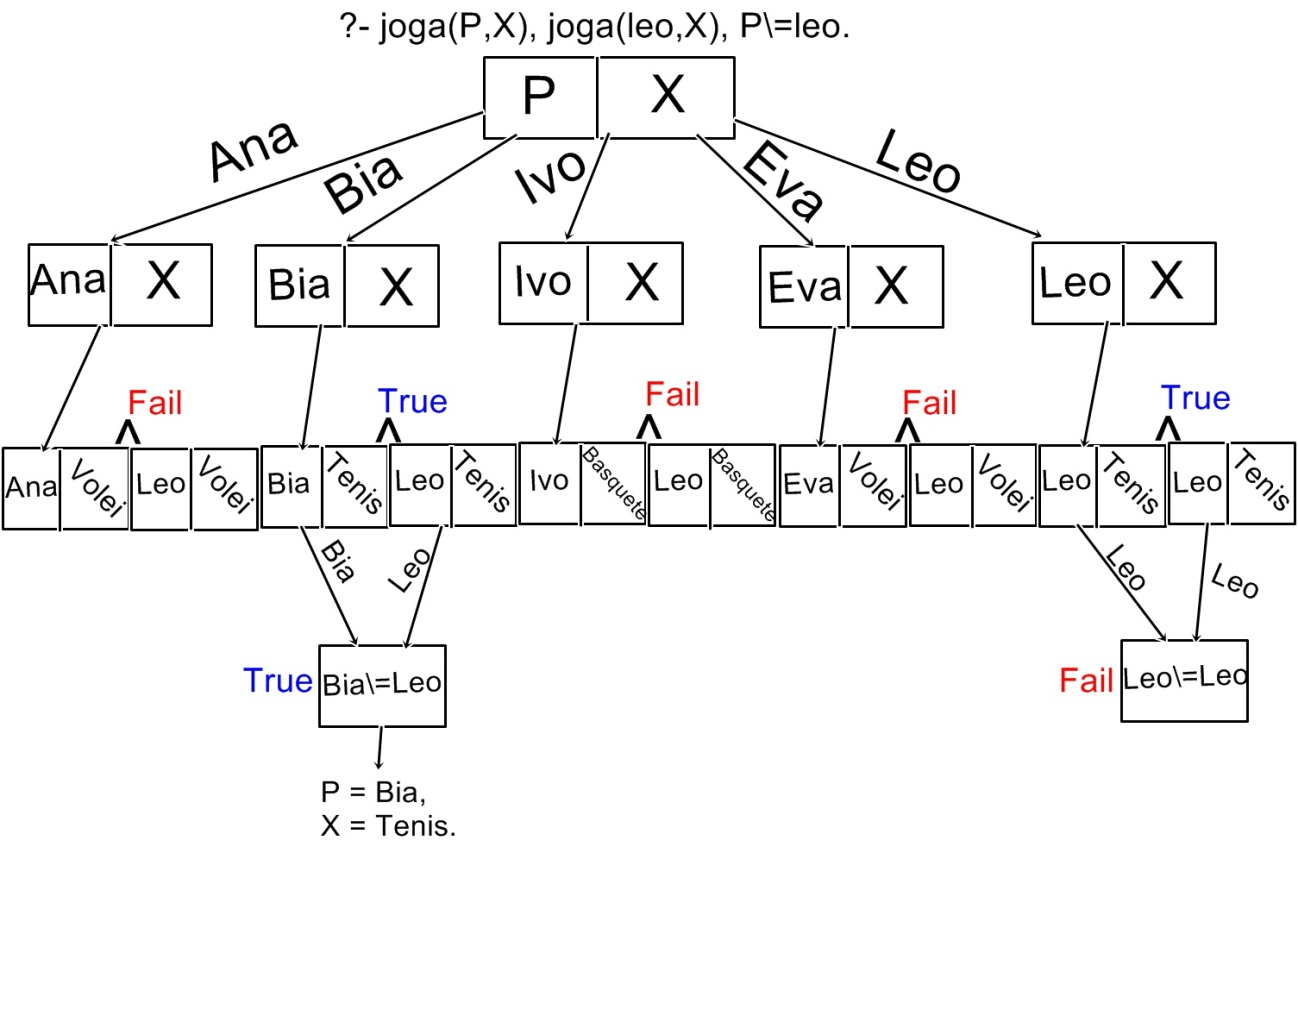 ?- joga(P,X), joga(leo,X), P\=leo.
P X
Ana Bia Ivo Eva Leo
Ana X Bia X Ivo X Eva X Leo X
Fail True Fail Fail True
^ ^ ^ ^ ^
Ana Volei Leo Volei Bia Tenis Leo Tenis Ivo Basquete Leo Basquete Eva Volei Leo Volei Leo Tenis Leo Tenis
Bia Leo Leo Leo
True Bia\=Leo Fail Leo\=Leo
P = Bia,
X = Tenis.